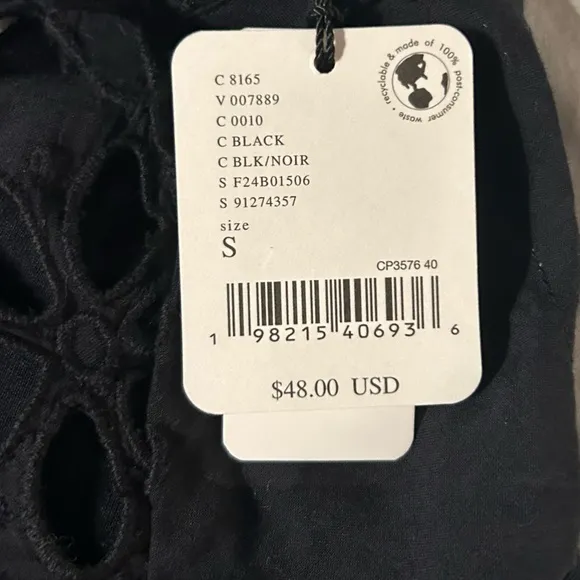 recyclable & made of 100% post-consumer waste •
C 8165
V 007889
C 0010
C BLACK
C BLK/NOIR
S F24B01506
S 91274357
size
S
CP3576 40
1 98215 40693 6
$48.00 USD